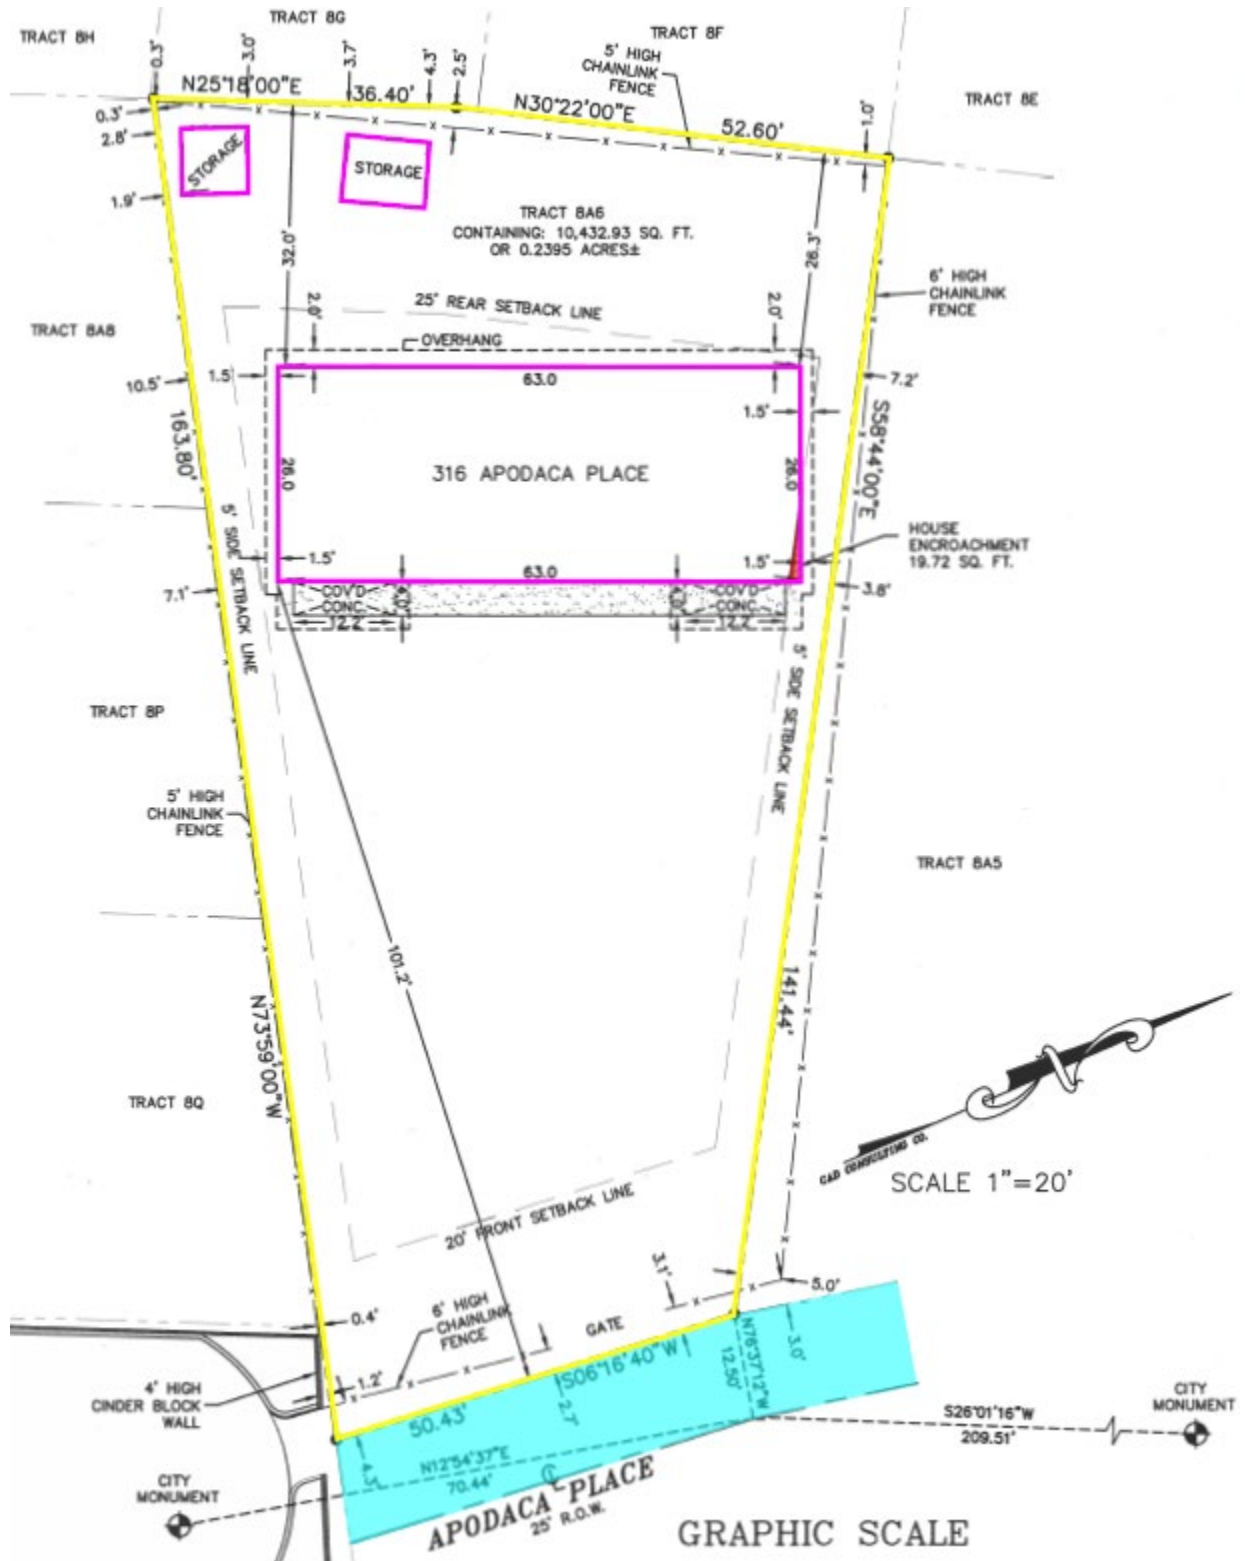 TRACT 8G
TRACT 8H
TRACT 8F
5' HIGH
CHAINLINK
FENCE
0.3'
3.0'
3.7'
4.3'
2.5'
N25°18'00"E
36.40'
N30°22'00"E
52.60'
1.0'
TRACT 8E
0.3'
2.8'
1.9'
STORAGE
STORAGE
TRACT 8A6
CONTAINING: 10,432.93 SQ. FT.
OR 0.2395 ACRES±
32.0'
26.3'
6' HIGH
CHAINLINK
FENCE
2.0'
25' REAR SETBACK LINE
2.0'
TRACT 8A8
OVERHANG
10.5'
1.5'
63.0
1.5'
7.2'
163.80'
S58°44'00"E
26.0
316 APODACA PLACE
26.0
5' SIDE SETBACK LINE
HOUSE
ENCROACHMENT
19.72 SQ. FT.
1.5'
63.0
1.5'
7.1'
COV'D
CONC.
12.2'
4.0'
4.0'
COV'D
CONC.
12.2'
3.8'
5' SIDE SETBACK LINE
TRACT 8P
5' HIGH
CHAINLINK
FENCE
TRACT 8A5
101.2'
141.44'
N73°59'00"W
TRACT 8Q
CAD CONSULTING CO.
SCALE 1"=20'
20' FRONT SETBACK LINE
3.1'
5.0'
0.4'
6' HIGH
CHAINLINK
FENCE
GATE
N76°37'12"W
12.50'
3.0'
S06°16'40"W
50.43'
1.2'
4' HIGH
CINDER BLOCK
WALL
2.7'
4.3'
CITY
MONUMENT
S26°01'16"W
209.51'
N12°54'37"E
70.44'
CITY
MONUMENT
APODACA PLACE
25' R.O.W.
GRAPHIC SCALE